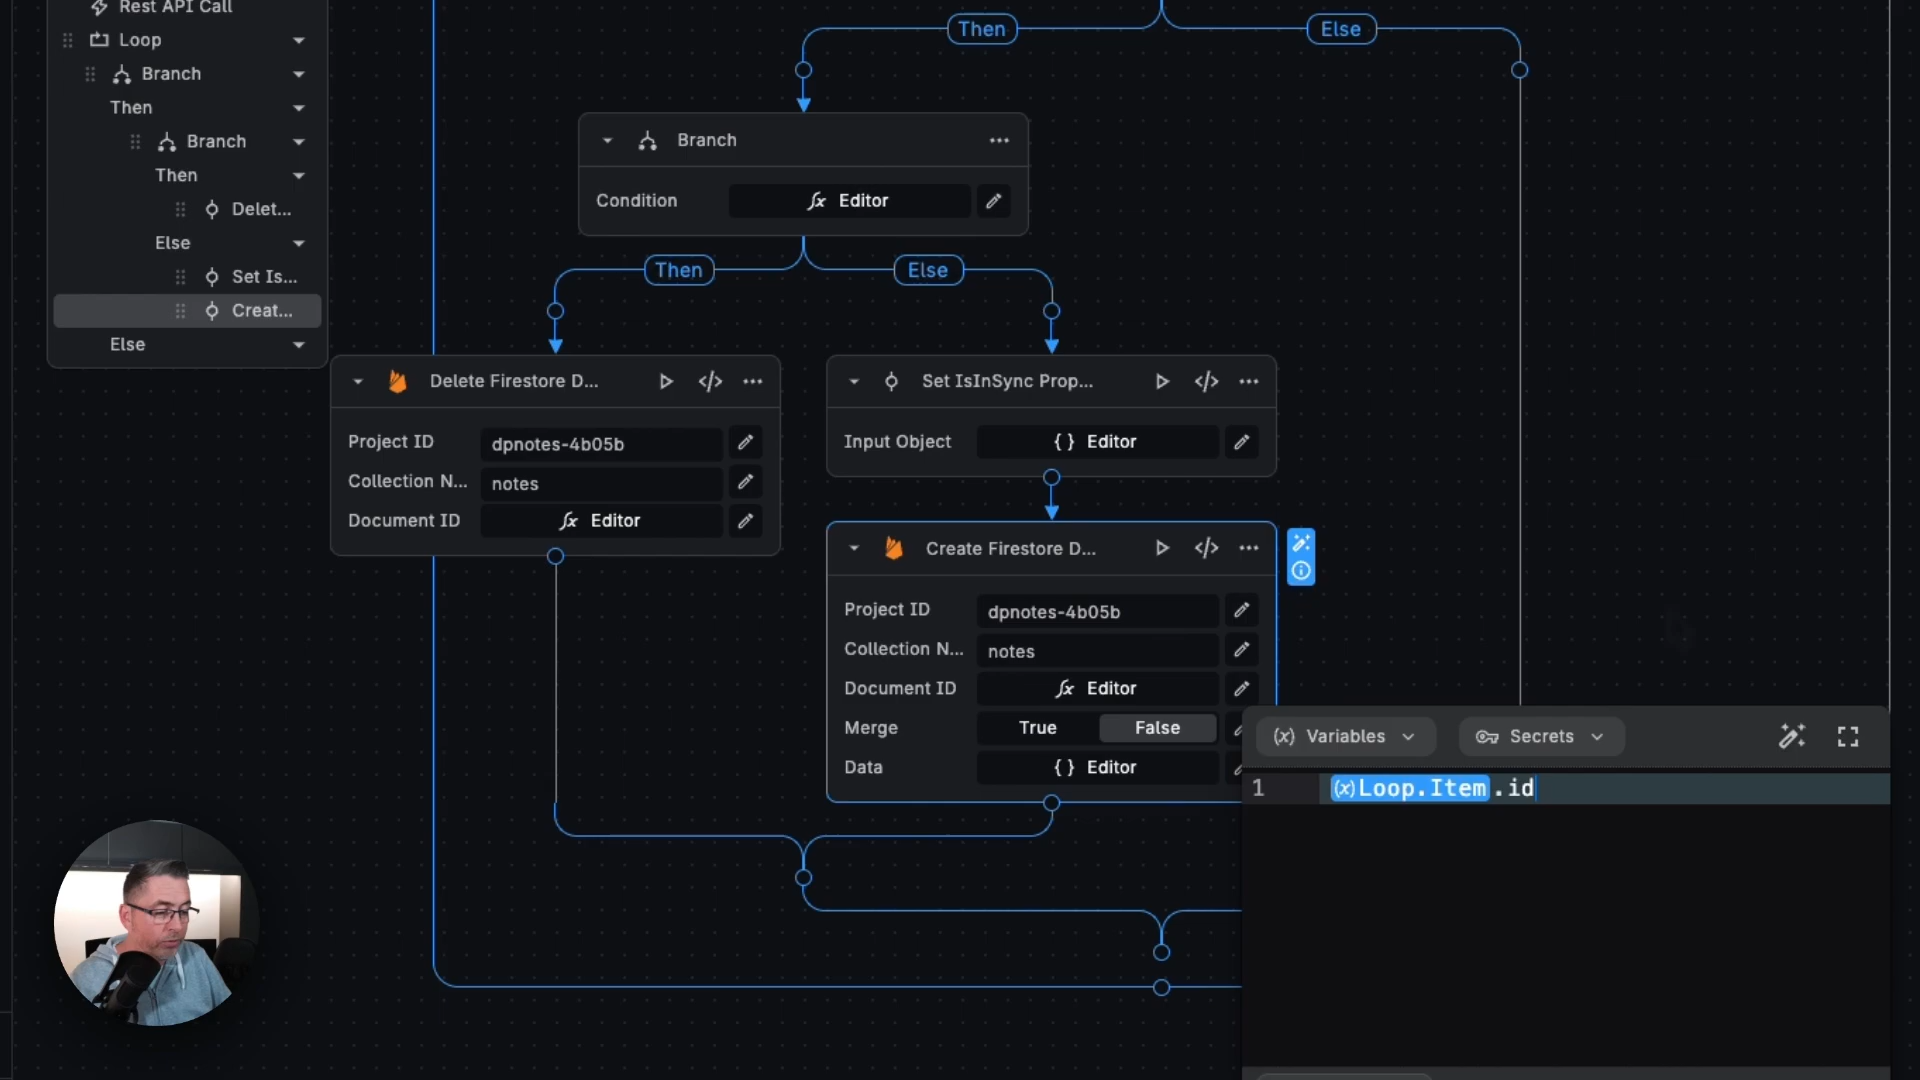 Rest API Call
Loop
Branch
Then
Branch
Then
Delet...
Else
Set Is...
Creat...
Else
Then
Else
Branch
Condition
Editor
Then
Else
Delete Firestore D...
Project ID
dpnotes-4b05b
Collection N...
notes
Document ID
Editor
Set IsInSync Prop...
Input Object
{ } Editor
Create Firestore D...
Project ID
dpnotes-4b05b
Collection N...
notes
Document ID
Editor
Merge
True
False
Data
{ } Editor
(x) Variables
Secrets
1
(x)Loop.Item.id